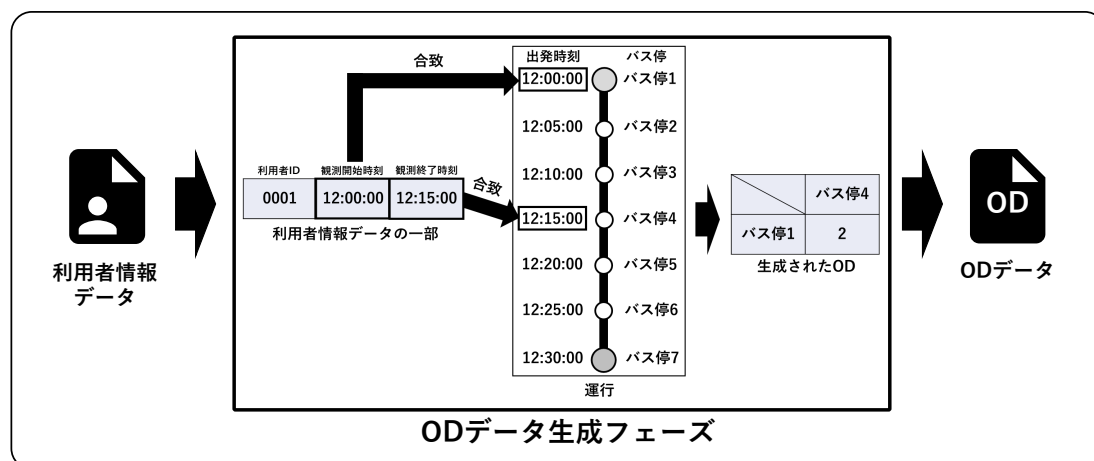 利用者情報
データ
利用者ID 観測開始時刻 観測終了時刻
0001 12:00:00 12:15:00
利用者情報データの一部
合致
合致
出発時刻 バス停
12:00:00 バス停1
12:05:00 バス停2
12:10:00 バス停3
12:15:00 バス停4
12:20:00 バス停5
12:25:00 バス停6
12:30:00 バス停7
運行
バス停4
バス停1 2
生成されたOD
OD
ODデータ
ODデータ生成フェーズ